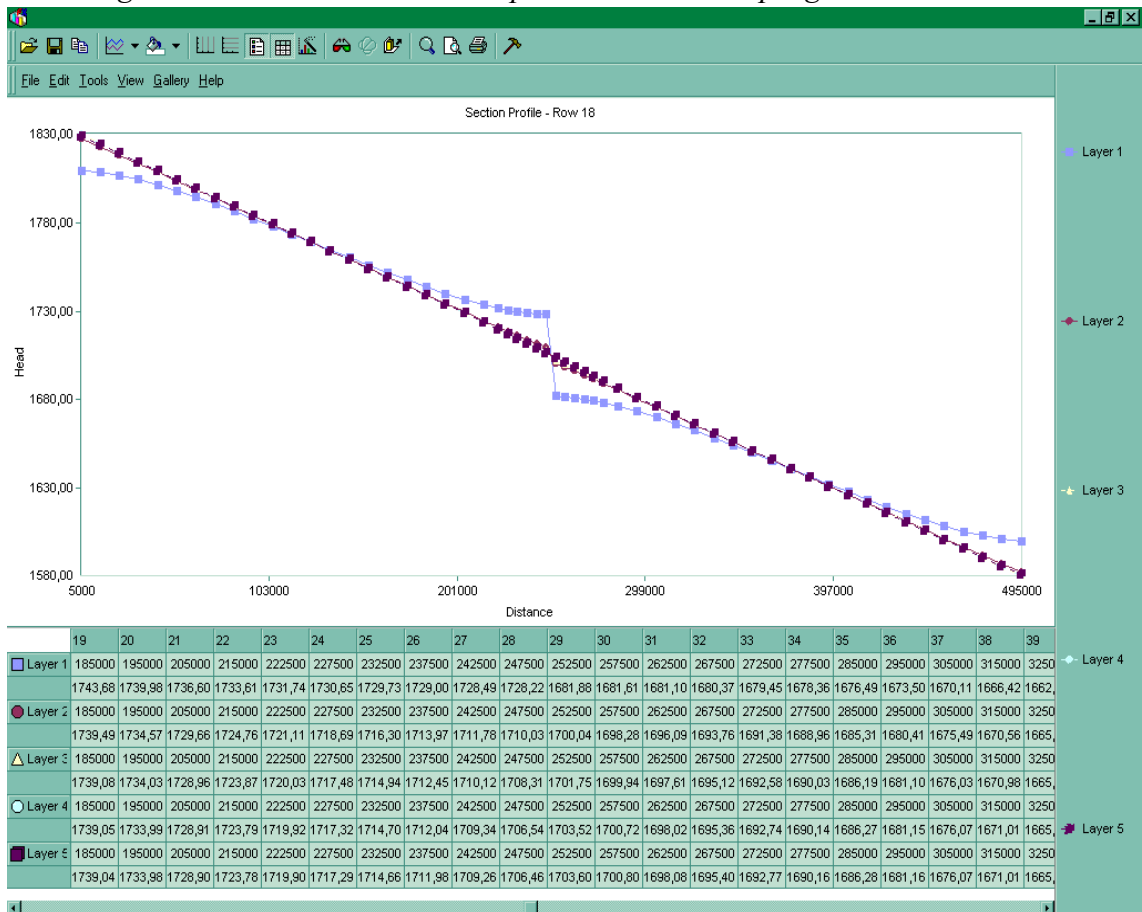 File Edit Tools View Gallery Help
Section Profile - Row 18
1830,00
1780,00
1730,00
1680,00
1630,00
1580,00
Head
5000 103000 201000 299000 397000 495000
Distance
Layer 1
Layer 2
Layer 3
Layer 4
Layer 5
19 20 21 22 23 24 25 26 27 28 29 30 31 32 33 34 35 36 37 38 39
Layer 1 185000 195000 205000 215000 222500 227500 232500 237500 242500 247500 252500 257500 262500 267500 272500 277500 285000 295000 305000 315000 3250
1743,68 1739,98 1736,60 1733,61 1731,74 1730,65 1729,73 1729,00 1728,49 1728,22 1681,88 1681,61 1681,10 1680,37 1679,45 1678,36 1676,49 1673,50 1670,11 1666,42 1662,
Layer 2 185000 195000 205000 215000 222500 227500 232500 237500 242500 247500 252500 257500 262500 267500 272500 277500 285000 295000 305000 315000 3250
1739,49 1734,57 1729,66 1724,76 1721,11 1718,69 1716,30 1713,97 1711,78 1710,03 1700,04 1698,28 1696,09 1693,76 1691,38 1688,96 1685,31 1680,41 1675,49 1670,56 1665,
Layer 3 185000 195000 205000 215000 222500 227500 232500 237500 242500 247500 252500 257500 262500 267500 272500 277500 285000 295000 305000 315000 3250
1739,08 1734,03 1728,96 1723,87 1720,03 1717,48 1714,94 1712,45 1710,12 1708,31 1701,75 1699,94 1697,61 1695,12 1692,58 1690,03 1686,19 1681,10 1676,03 1670,98 1665,
Layer 4 185000 195000 205000 215000 222500 227500 232500 237500 242500 247500 252500 257500 262500 267500 272500 277500 285000 295000 305000 315000 3250
1739,05 1733,99 1728,91 1723,79 1719,92 1717,32 1714,70 1712,04 1709,34 1706,54 1703,52 1700,72 1698,02 1695,36 1692,74 1690,14 1686,27 1681,15 1676,07 1671,01 1665,
Layer 5 185000 195000 205000 215000 222500 227500 232500 237500 242500 247500 252500 257500 262500 267500 272500 277500 285000 295000 305000 315000 3250
1739,04 1733,98 1728,90 1723,78 1719,90 1717,29 1714,66 1711,98 1709,26 1706,46 1703,60 1700,80 1698,08 1695,40 1692,77 1690,16 1686,28 1681,16 1676,07 1671,01 1665,